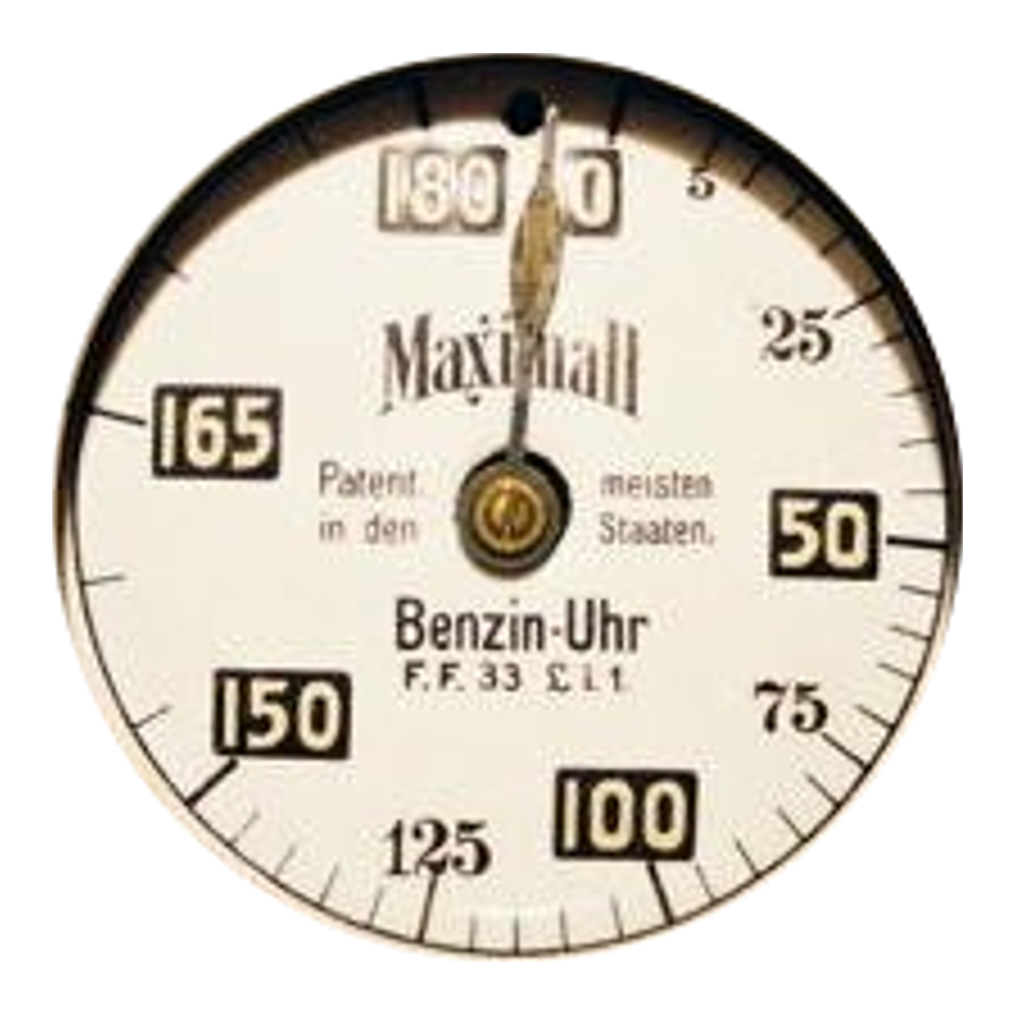 180 0
5
25
Maximall
165
Patent. meisten
in den Staaten.
50
Benzin-Uhr
F.F. 33 £ i. t.
75
150
100
125